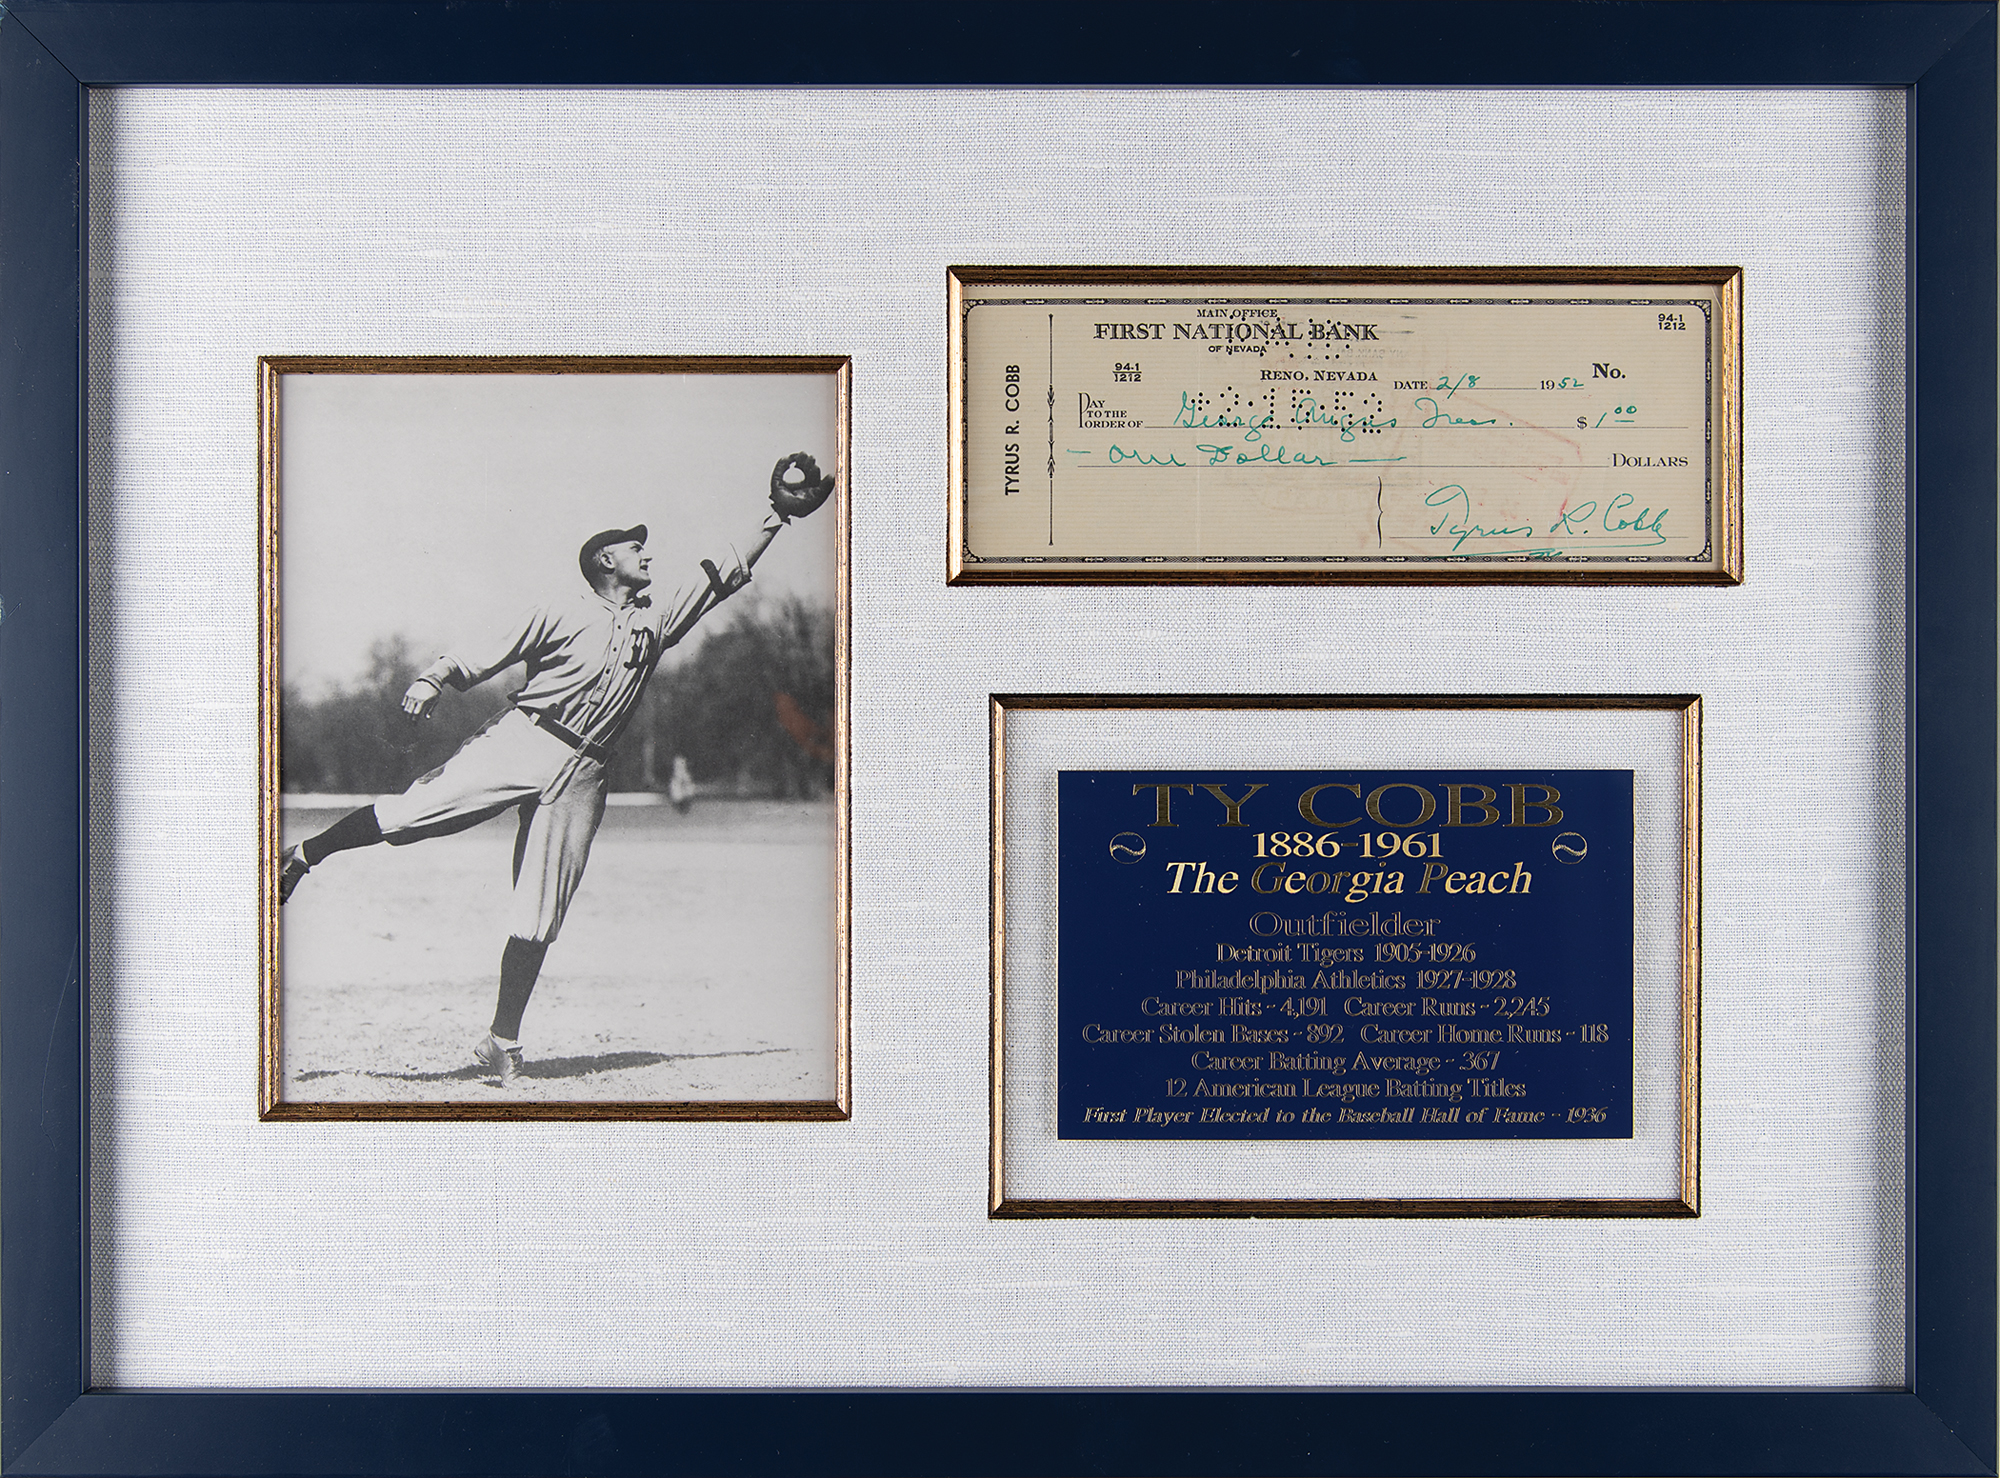 MAIN OFFICE
FIRST NATIONAL BANK
OF NEVADA
94-1
1212
94-1
1212
RENO, NEVADA
DATE 2/8 1952 No.
PAY
TO THE
ORDER OF George Angus Treas. $ 1 00
- One Dollar - DOLLARS
TYRUS R. COBB
Tyrus R. Cobb
TY COBB
1886-1961
The Georgia Peach
Outfielder
Detroit Tigers 1905-1926
Philadelphia Athletics 1927-1928
Career Hits - 4,191 Career Runs - 2,245
Career Stolen Bases - 892 Career Home Runs - 118
Career Batting Average - .367
12 American League Batting Titles
First Player Elected to the Baseball Hall of Fame - 1936